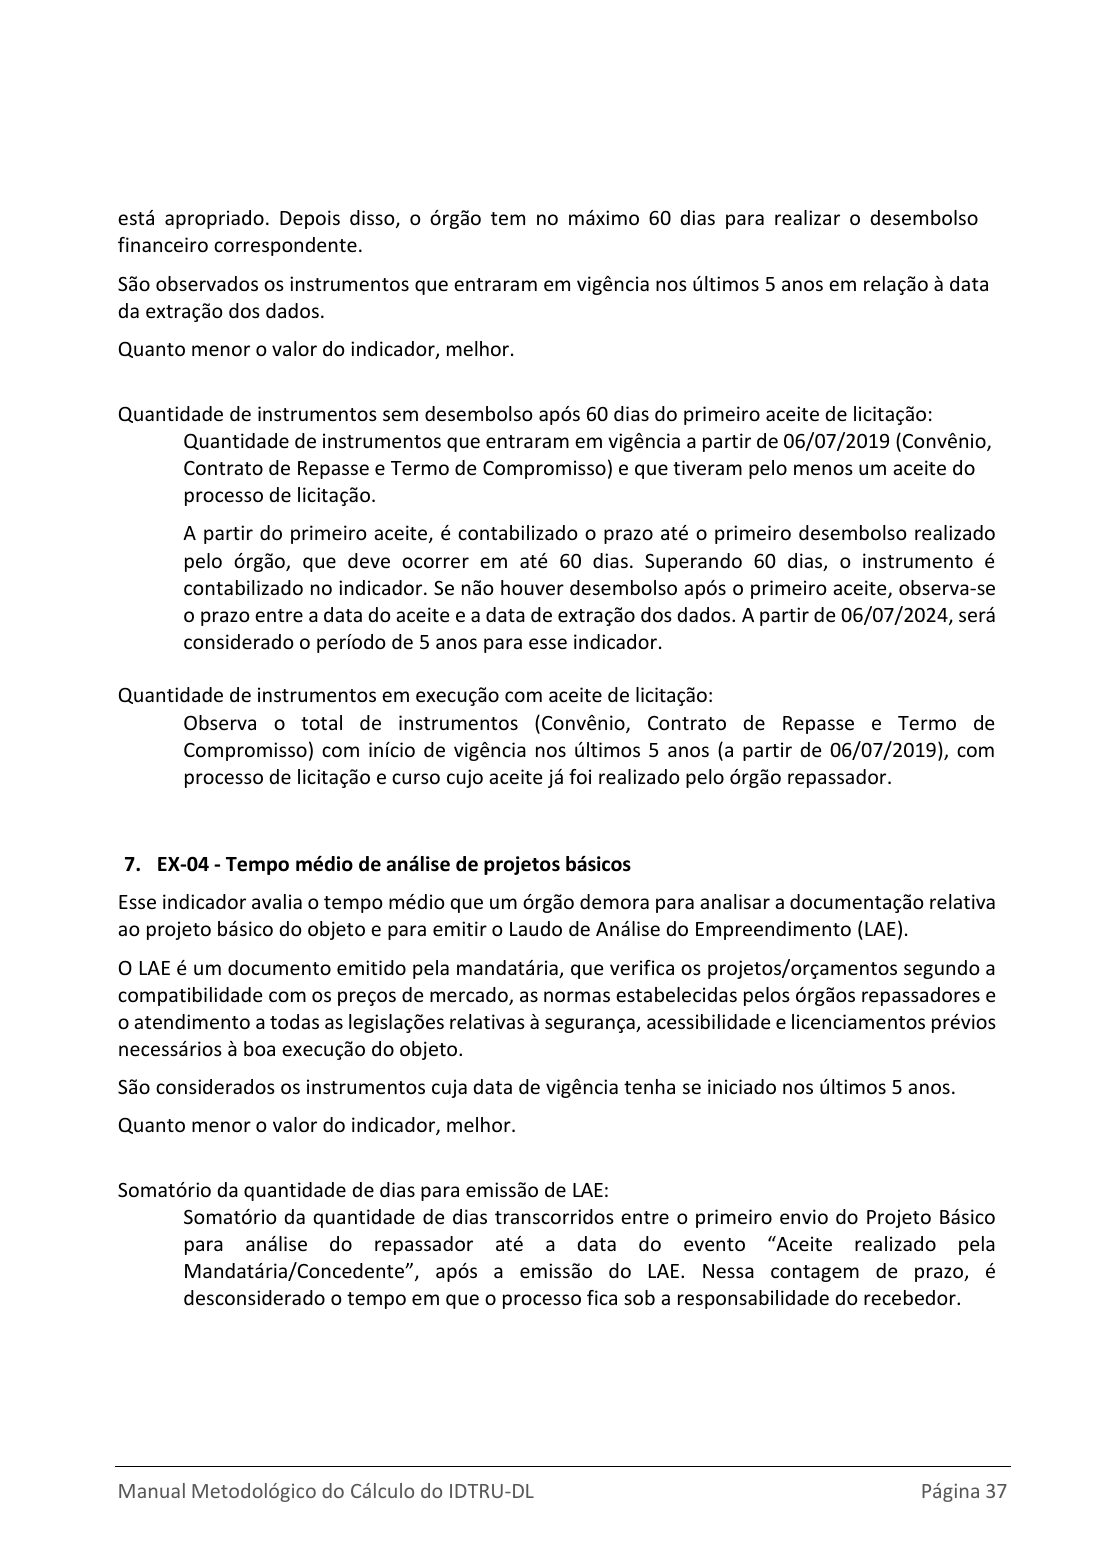 está apropriado. Depois disso, o órgão tem no máximo 60 dias para realizar o desembolso
financeiro correspondente.
São observados os instrumentos que entraram em vigência nos últimos 5 anos em relação à data
da extração dos dados.
Quanto menor o valor do indicador, melhor.
Quantidade de instrumentos sem desembolso após 60 dias do primeiro aceite de licitação:
Quantidade de instrumentos que entraram em vigência a partir de 06/07/2019 (Convênio,
Contrato de Repasse e Termo de Compromisso) e que tiveram pelo menos um aceite do
processo de licitação.
A partir do primeiro aceite, é contabilizado o prazo até o primeiro desembolso realizado
pelo órgão, que deve ocorrer em até 60 dias. Superando 60 dias, o instrumento é
contabilizado no indicador. Se não houver desembolso após o primeiro aceite, observa-se
o prazo entre a data do aceite e a data de extração dos dados. A partir de 06/07/2024, será
considerado o período de 5 anos para esse indicador.
Quantidade de instrumentos em execução com aceite de licitação:
Observa o total de instrumentos (Convênio, Contrato de Repasse e Termo de
Compromisso) com início de vigência nos últimos 5 anos (a partir de 06/07/2019), com
processo de licitação e curso cujo aceite já foi realizado pelo órgão repassador.
7. EX-04 - Tempo médio de análise de projetos básicos
Esse indicador avalia o tempo médio que um órgão demora para analisar a documentação relativa
ao projeto básico do objeto e para emitir o Laudo de Análise do Empreendimento (LAE).
O LAE é um documento emitido pela mandatária, que verifica os projetos/orçamentos segundo a
compatibilidade com os preços de mercado, as normas estabelecidas pelos órgãos repassadores e
o atendimento a todas as legislações relativas à segurança, acessibilidade e licenciamentos prévios
necessários à boa execução do objeto.
São considerados os instrumentos cuja data de vigência tenha se iniciado nos últimos 5 anos.
Quanto menor o valor do indicador, melhor.
Somatório da quantidade de dias para emissão de LAE:
Somatório da quantidade de dias transcorridos entre o primeiro envio do Projeto Básico
para análise do repassador até a data do evento “Aceite realizado pela
Mandatária/Concedente”, após a emissão do LAE. Nessa contagem de prazo, é
desconsiderado o tempo em que o processo fica sob a responsabilidade do recebedor.
Manual Metodológico do Cálculo do IDTRU-DL Página 37